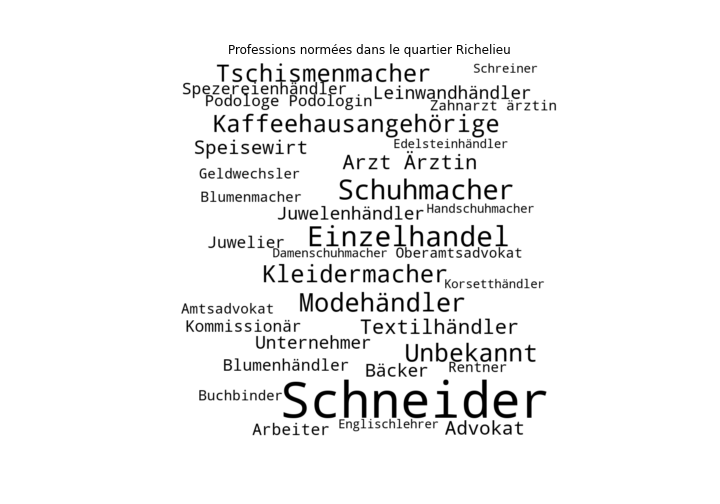 Professions normées dans le quartier Richelieu
Tschismenmacher
Schreiner
Spezereienhändler
Leinwandhändler
Podologe Podologin
Zahnarzt ärztin
Kaffeehausangehörige
Speisewirt
Edelsteinhändler
Arzt Ärztin
Geldwechsler
Schuhmacher
Blumenmacher
Juwelenhändler
Handschuhmacher
Juwelier
Einzelhandel
Damenschuhmacher
Oberamtsadvokat
Kleidermacher
Korsetthändler
Amtsadvokat
Modehändler
Kommissionär
Textilhändler
Unternehmer
Unbekannt
Blumenhändler
Bäcker
Rentner
Buchbinder
Schneider
Arbeiter
Englischlehrer
Advokat